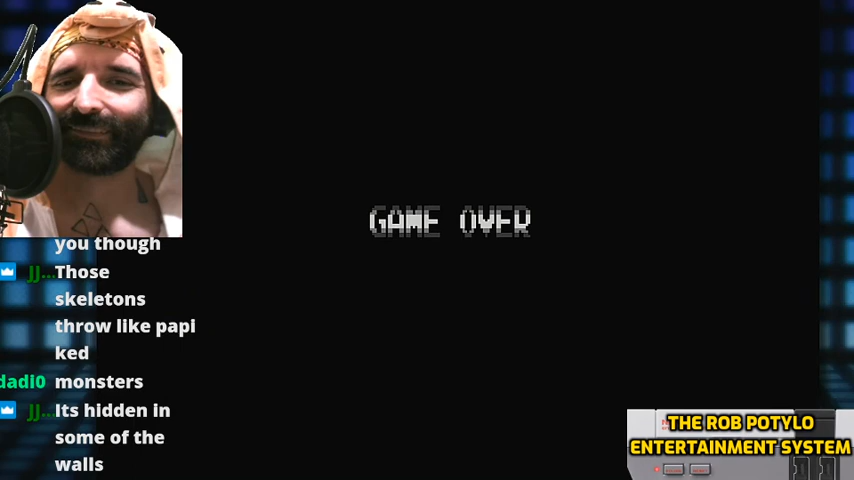 GAME OVER
you though
JJ... Those
skeletons
throw like papi
ked
dadi0 monsters
JJ... Its hidden in
some of the
walls
THE ROB POTYLO
ENTERTAINMENT SYSTEM